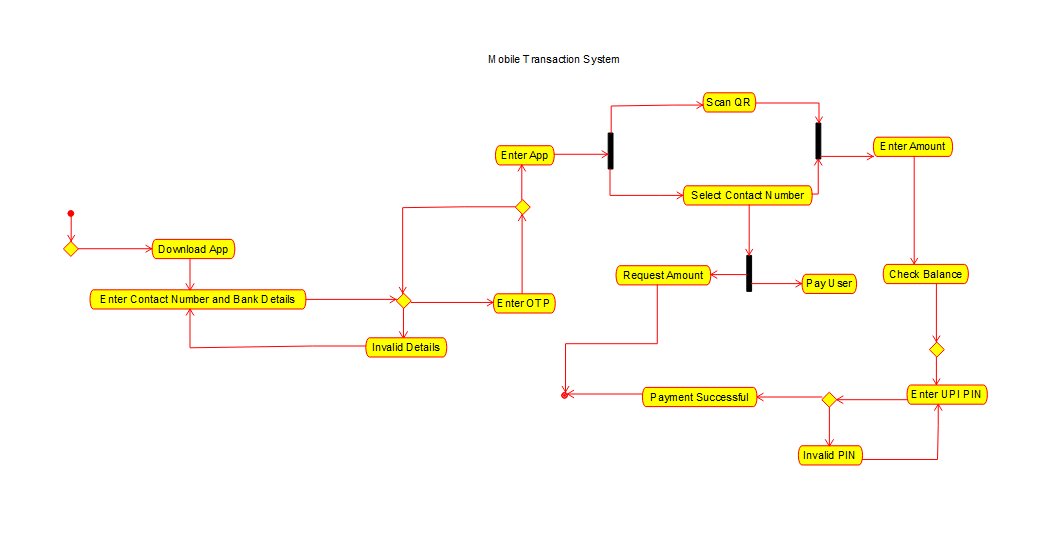 Mobile Transaction System
Scan QR
Enter Amount
Enter App
Select Contact Number
Download App
Request Amount
Check Balance
Pay User
Enter Contact Number and Bank Details
Enter OTP
Invalid Details
Payment Successful
Enter UPI PIN
Invalid PIN